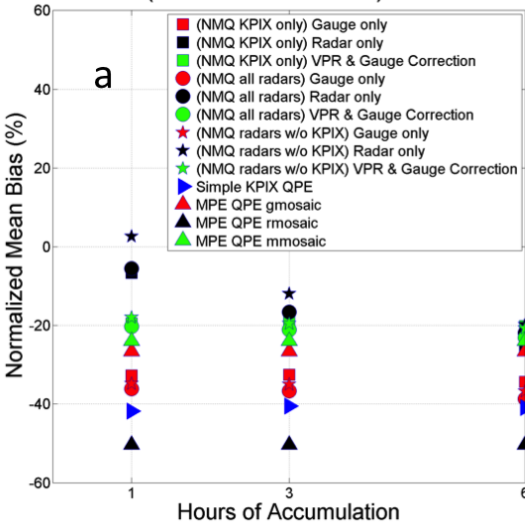 60
40
20
0
-20
-40
-60
Normalized Mean Bias (%)
a
(NMQ KPIX only) Gauge only
(NMQ KPIX only) Radar only
(NMQ KPIX only) VPR & Gauge Correction
(NMQ all radars) Gauge only
(NMQ all radars) Radar only
(NMQ all radars) VPR & Gauge Correction
(NMQ radars w/o KPIX) Gauge only
(NMQ radars w/o KPIX) Radar only
(NMQ radars w/o KPIX) VPR & Gauge Correction
Simple KPIX QPE
MPE QPE gmosaic
MPE QPE rmosaic
MPE QPE mmosaic
1
3
6
Hours of Accumulation